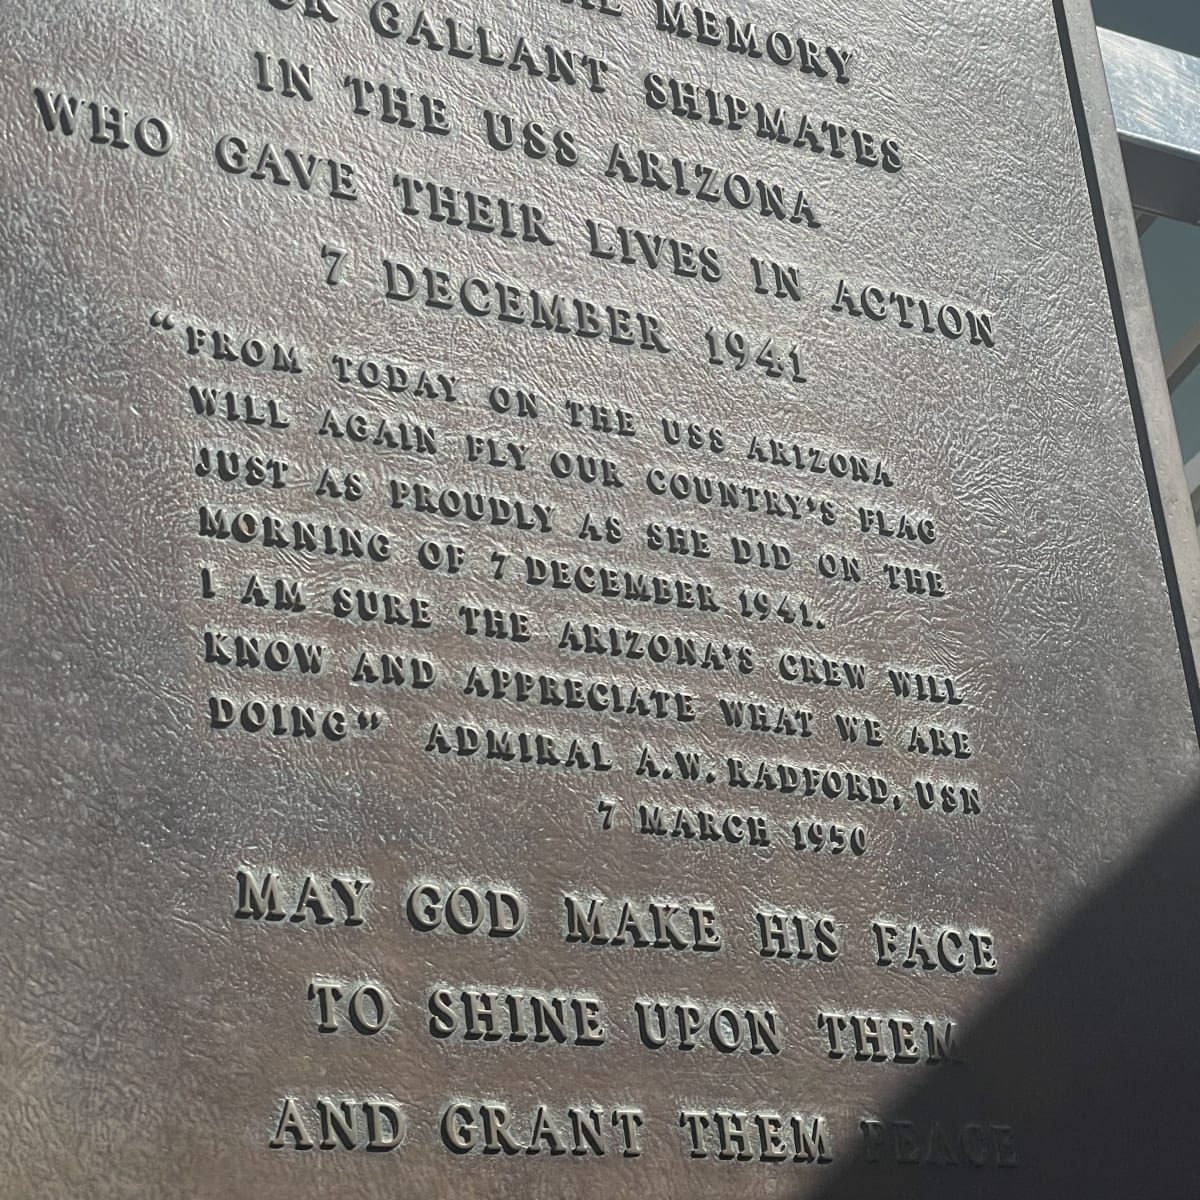 MEMORY
GALLANT SHIPMATES
IN THE USS ARIZONA
WHO GAVE THEIR LIVES IN ACTION
7 DECEMBER 1941
“FROM TODAY ON THE USS ARIZONA
WILL AGAIN FLY OUR COUNTRY'S FLAG
JUST AS PROUDLY AS SHE DID ON THE
MORNING OF 7 DECEMBER 1941.
I AM SURE THE ARIZONA'S CREW WILL
KNOW AND APPRECIATE WHAT WE ARE
DOING” ADMIRAL A.W. RADFORD, USN
7 MARCH 1950
MAY GOD MAKE HIS FACE
TO SHINE UPON THEM
AND GRANT THEM PEACE